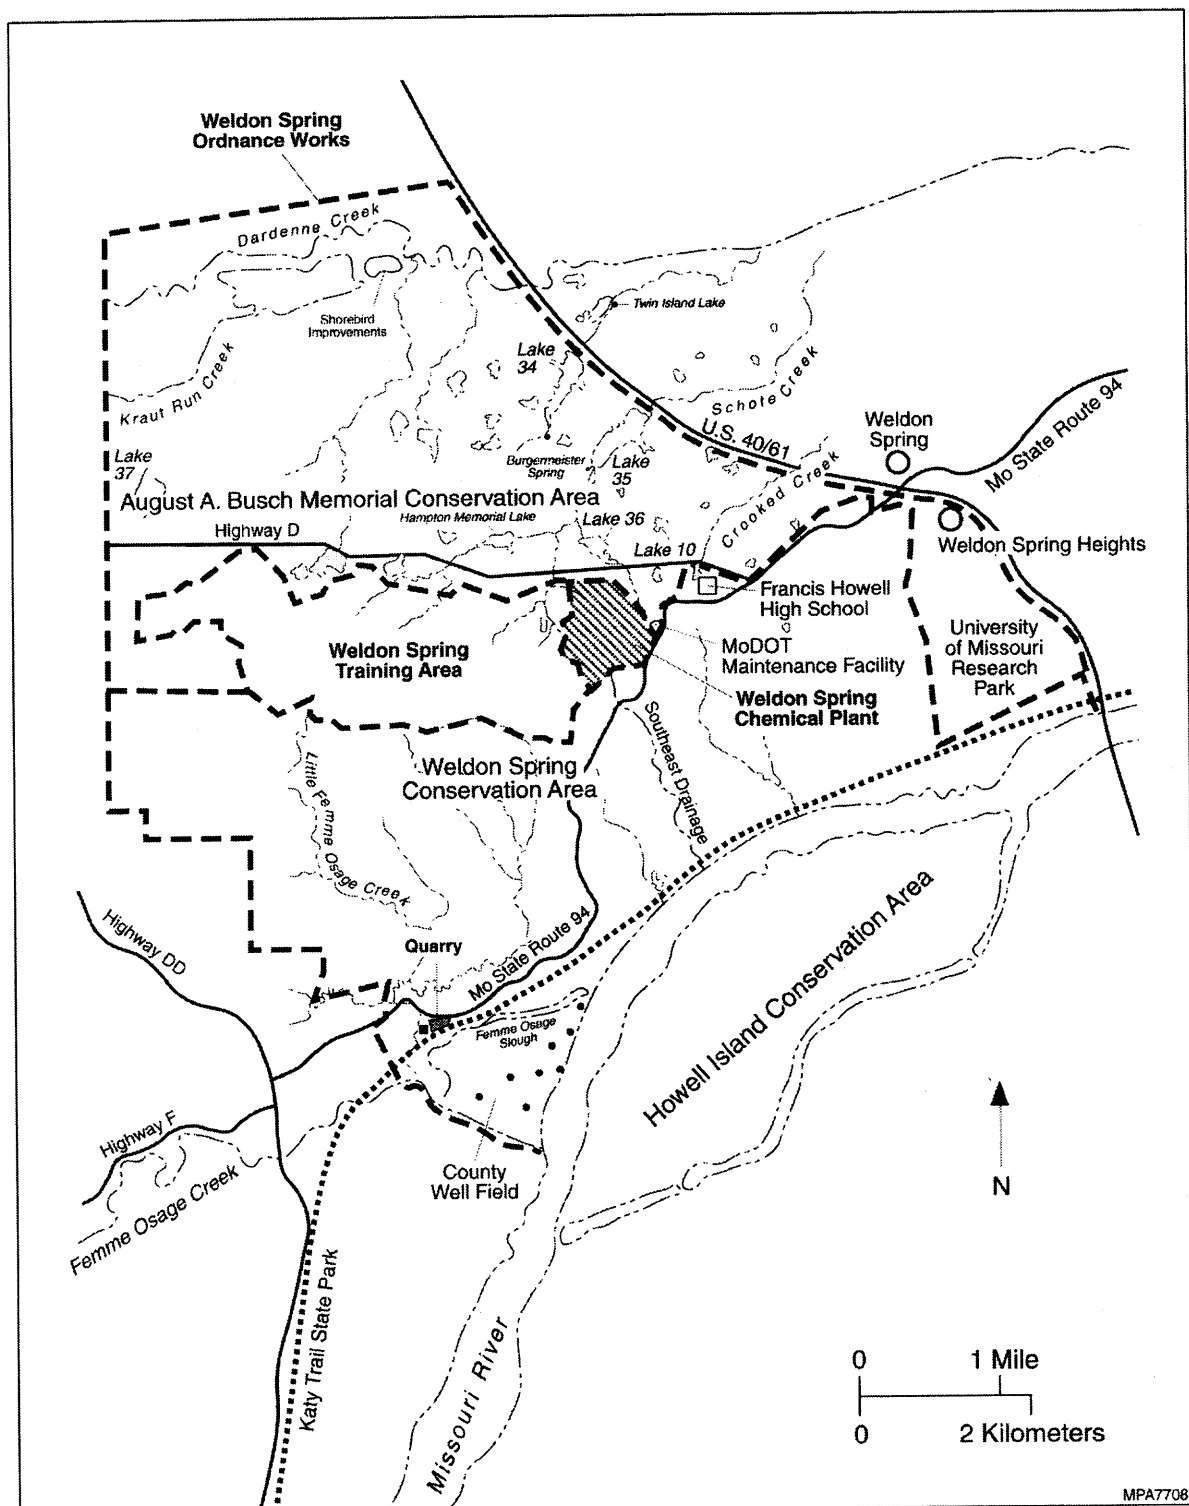 Weldon Spring
Ordnance Works
Dardenne Creek
Shorebird
Improvements
Twin Island Lake
Lake
34
Kraut Run Creek
Schote Creek
U.S. 40/61
Weldon
Spring
Mo State Route 94
Lake
37
Burgermeister
Spring
Lake
35
August A. Busch Memorial Conservation Area
Crooked Creek
Hampton Memorial Lake
Lake 36
Highway D
Lake 10
Weldon Spring Heights
Francis Howell
High School
Weldon Spring
Training Area
MoDOT
Maintenance Facility
University
of Missouri
Research
Park
Weldon Spring
Chemical Plant
Southeast Drainage
Weldon Spring
Conservation Area
Little Femme Osage Creek
Highway DD
Quarry
Mo State Route 94
Howell Island Conservation Area
Femme Osage
Slough
Highway F
Femme Osage Creek
County
Well Field
N
Katy Trail State Park
Missouri River
0 1 Mile
0 2 Kilometers
MPA7708